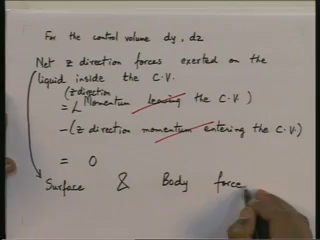 For the control volume dy, dz
Net z direction forces exerted on the
liquid inside the C.V.
(z direction
= Momentum leaving the C.V.)
- (z direction momentum entering the C.V.)
= 0
Surface & Body force